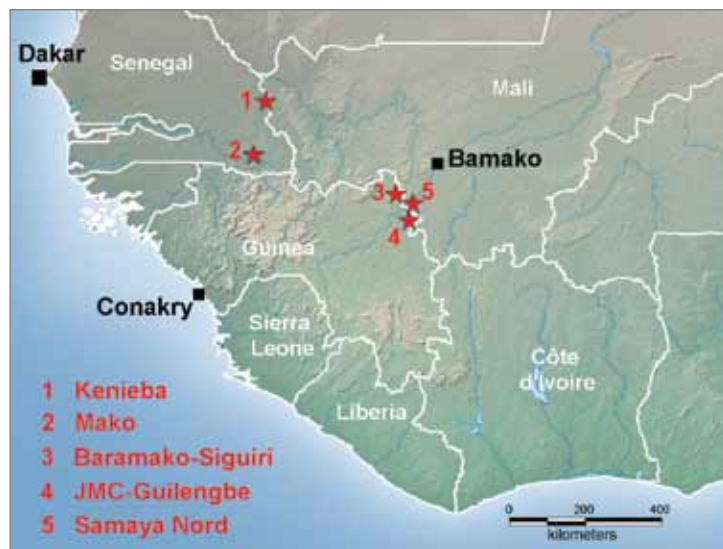 Dakar
Senegal
Mali
1
2
Bamako
3
5
4
Guinea
Conakry
Sierra
Leone
Côte
d'Ivoire
Liberia
1 Kenieba
2 Mako
3 Baramako-Siguiri
4 JMC-Guilengbe
5 Samaya Nord
0 200 400
kilometers